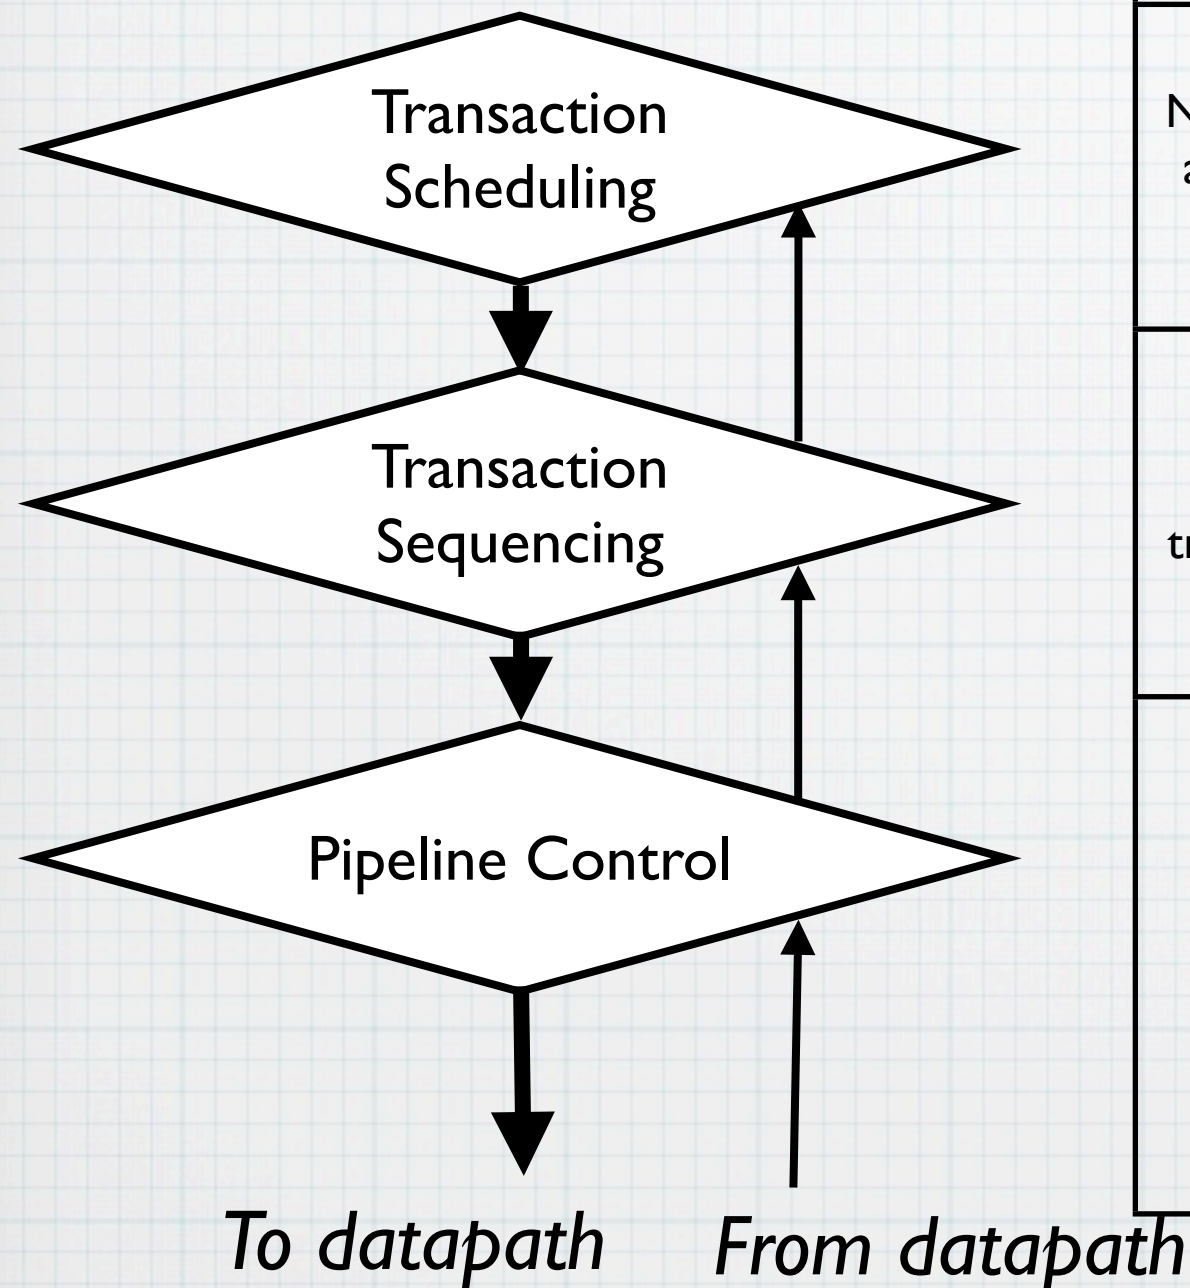 Transaction
Scheduling
Transaction
Sequencing
Pipeline Control
To datapath
From datapath